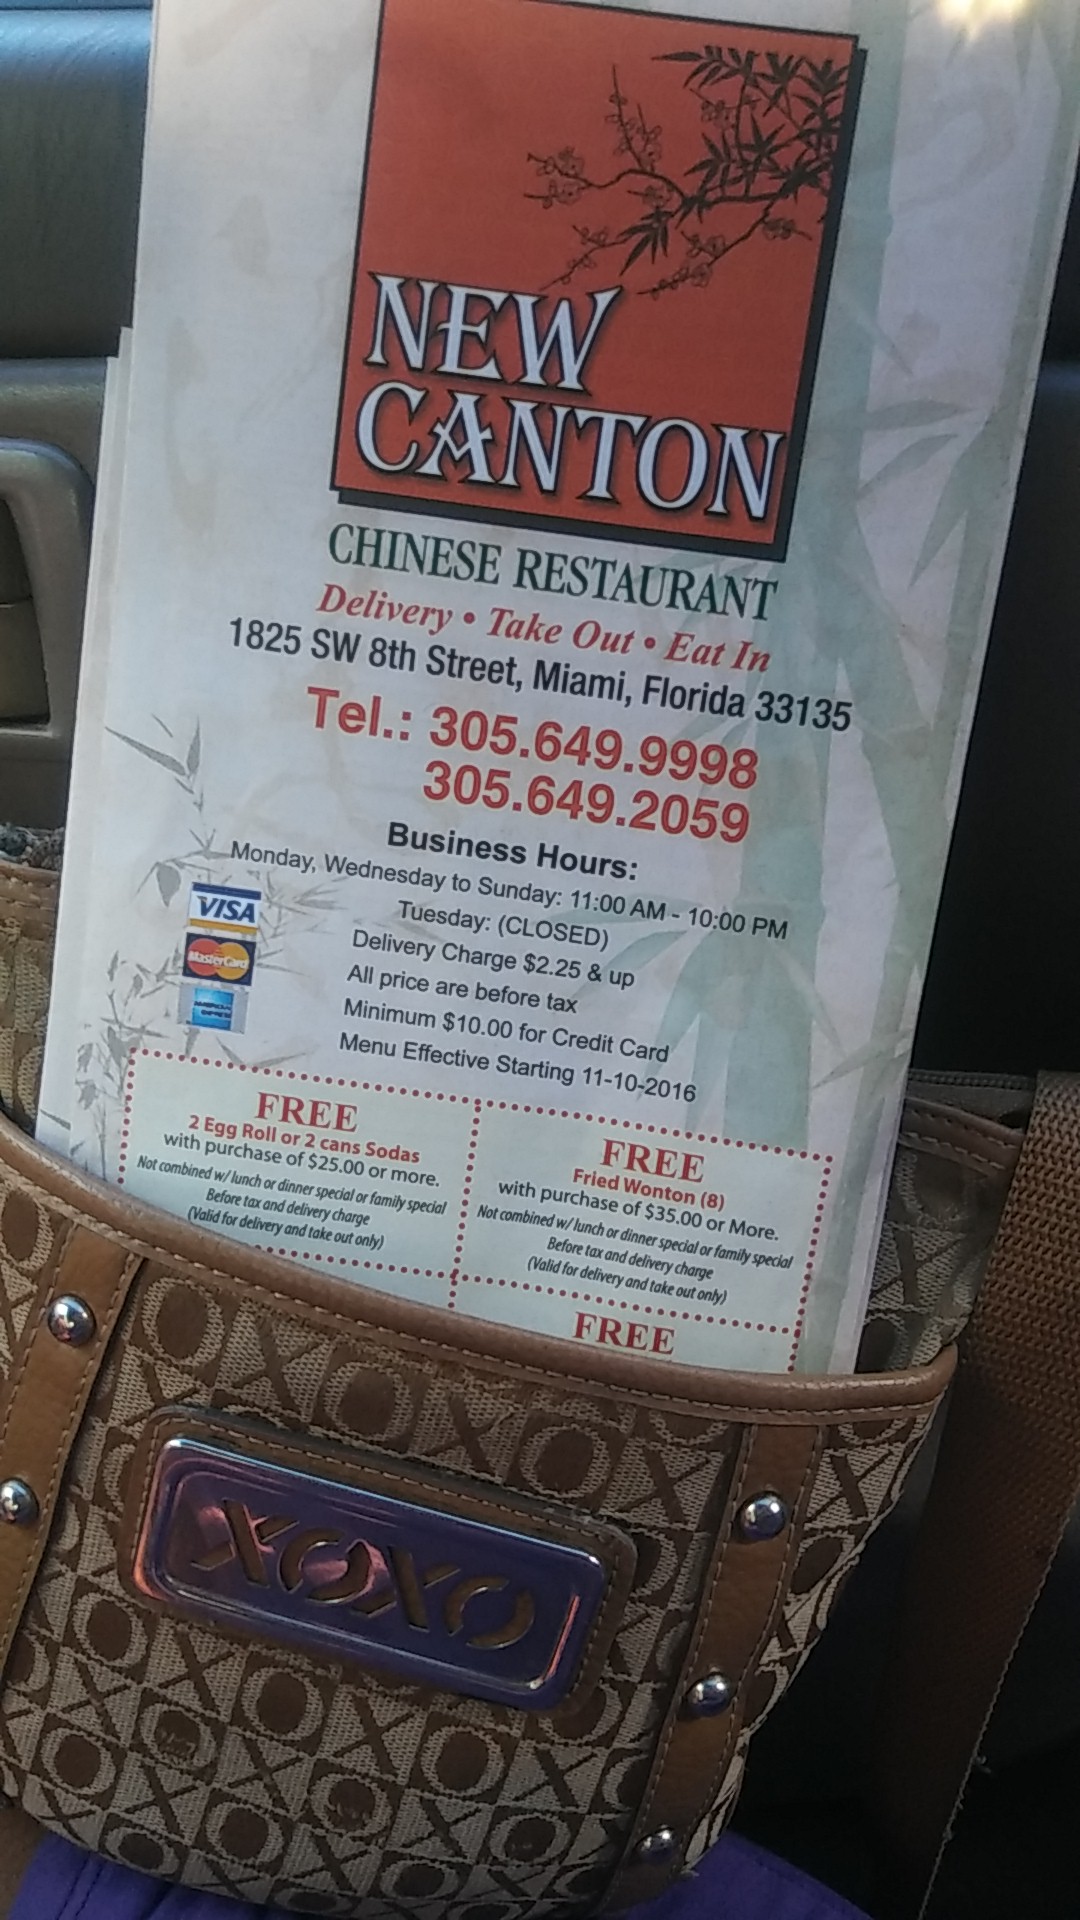 NEW
CANTON
CHINESE RESTAURANT
Delivery • Take Out • Eat In
1825 SW 8th Street, Miami, Florida 33135
Tel.: 305.649.9998
305.649.2059
Business Hours:
Monday, Wednesday to Sunday: 11:00 AM - 10:00 PM
Tuesday: (CLOSED)
Delivery Charge $2.25 & up
All price are before tax
Minimum $10.00 for Credit Card
Menu Effective Starting 11-10-2016
VISA
MasterCard
AMERICAN
EXPRESS
FREE
2 Egg Roll or 2 cans Sodas
with purchase of $25.00 or more.
Not combined w/ lunch or dinner special or family special
Before tax and delivery charge
(Valid for delivery and take out only)
FREE
Fried Wonton (8)
with purchase of $35.00 or More.
Not combined w/ lunch or dinner special or family special
Before tax and delivery charge
(Valid for delivery and take out only)
FREE
XOXO